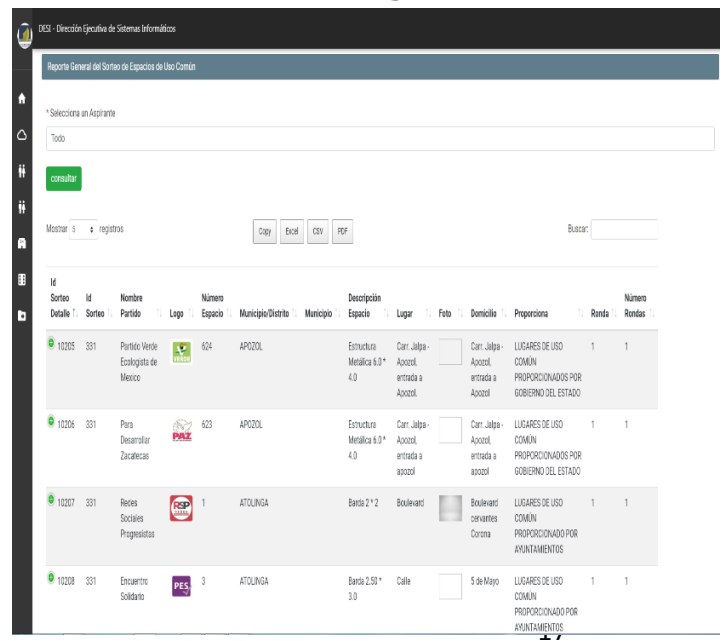 DESI - Dirección Ejecutiva de Sistemas Informáticos
Reporte General del Sorteo de Espacios de Uso Común
* Selecciona un Aspirante
Todo
consultar
Mostrar 5 registros
Copy Excel CSV PDF
Buscar:
Id Sorteo Detalle Id Sorteo Nombre Partido Logo Número Espacio Municipio/Distrito Municipio Descripción Espacio Lugar Foto Domicilio Proporciona Ronda Número Rondas
10205 331 Partido Verde Ecologista de Mexico VERDE 624 APOZOL Estructura Metálica 6.0 * 4.0 Carr. Jalpa - Apozol, entrada a Apozol. Carr. Jalpa - Apozol, entrada a Apozol LUGARES DE USO COMÚN PROPORCIONADOS POR GOBIERNO DEL ESTADO 1 1
10206 331 Para Desarrollar Zacatecas PAZ 623 APOZOL Estructura Metálica 6.0 * 4.0 Carr. Jalpa - Apozol, entrada a Apozol. Carr. Jalpa - Apozol, entrada a apozol LUGARES DE USO COMÚN PROPORCIONADOS POR GOBIERNO DEL ESTADO 1 1
10207 331 Redes Sociales Progresistas RSP 1 ATOLINGA Barda 2 * 2 Boulevard Boulevard cervantes Corona LUGARES DE USO COMÚN PROPORCIONADO POR AYUNTAMIENTOS 1 1
10208 331 Encuentro Solidario PES 3 ATOLINGA Barda 2.50 * 3.0 Calle 5 de Mayo LUGARES DE USO COMÚN PROPORCIONADO POR AYUNTAMIENTOS 1 1